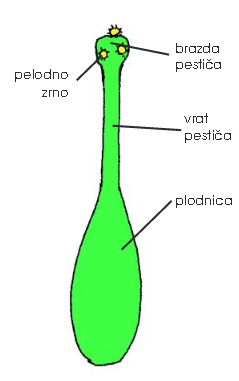 brazda
pestiča
pelodno
zrno
vrat
pestiča
plodnica